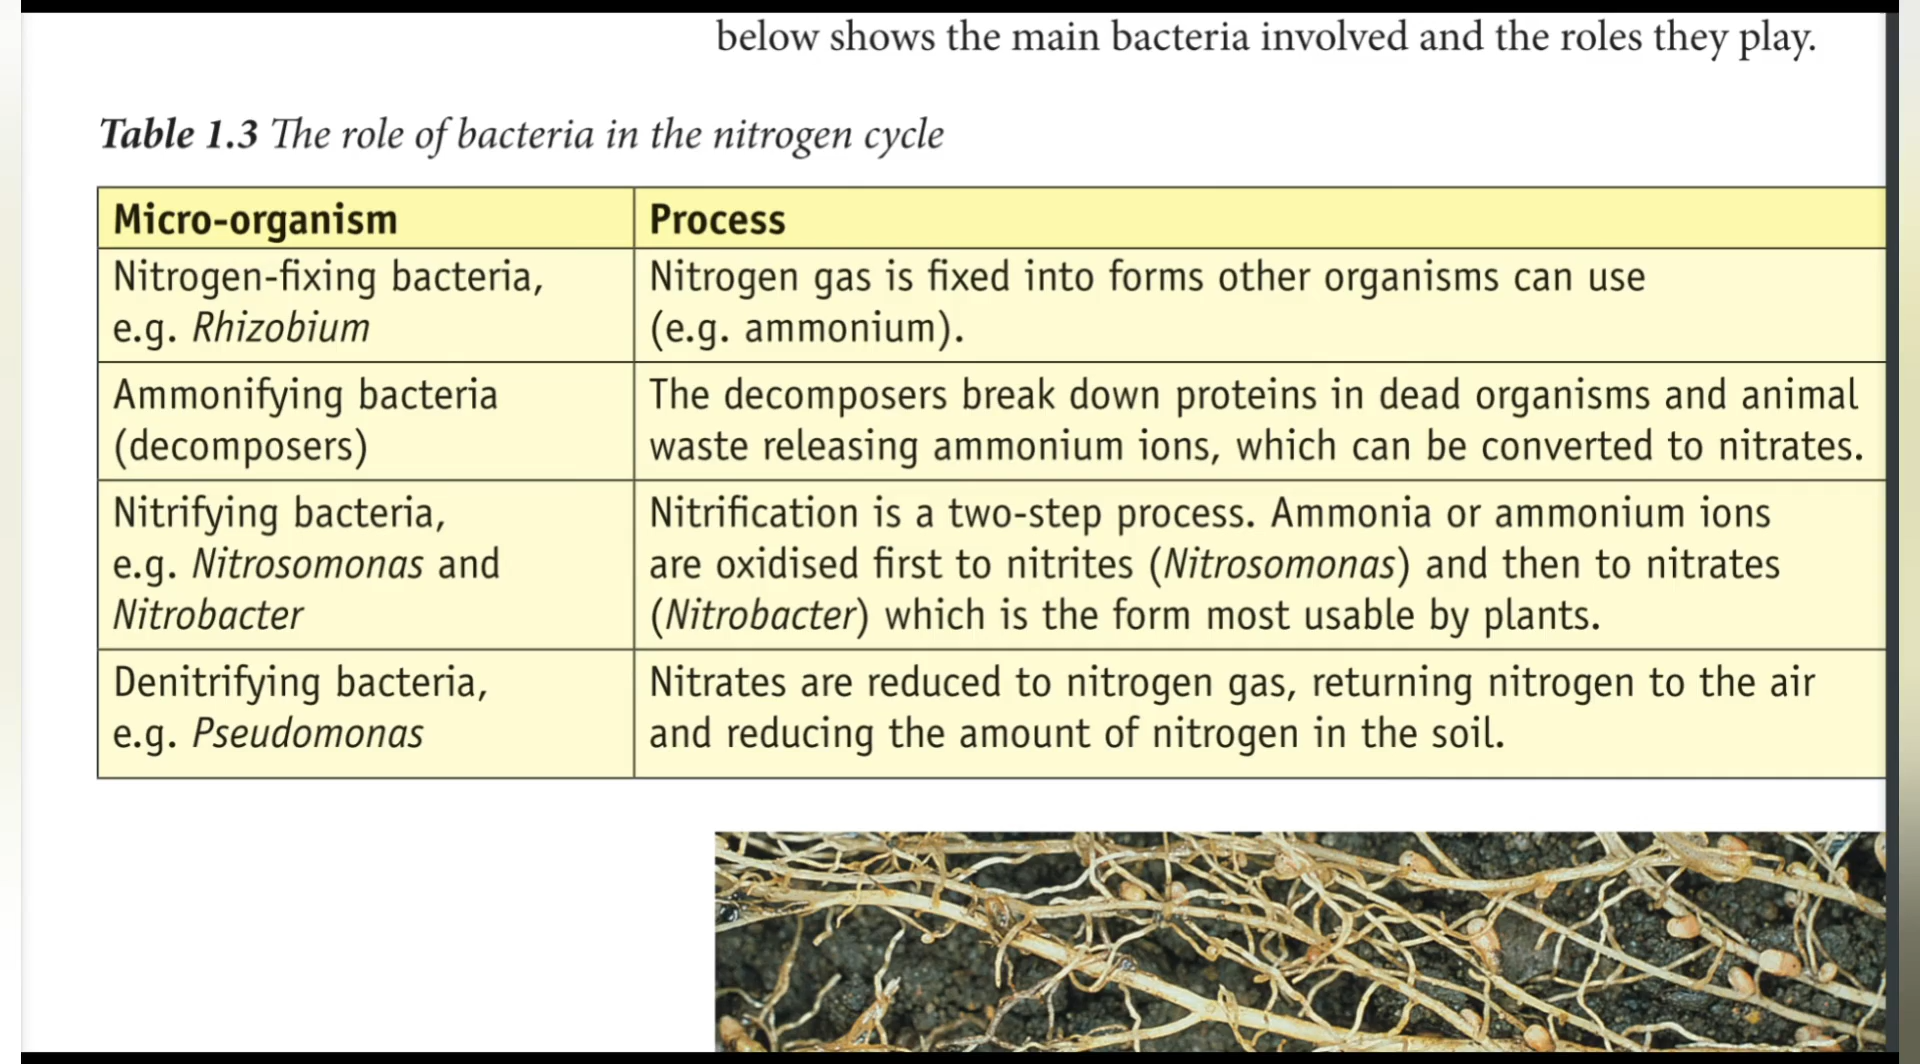 below shows the main bacteria involved and the roles they play.
Table 1.3 The role of bacteria in the nitrogen cycle
Micro-organism
Process
Nitrogen-fixing bacteria,
e.g. Rhizobium
Nitrogen gas is fixed into forms other organisms can use
(e.g. ammonium).
Ammonifying bacteria
(decomposers)
The decomposers break down proteins in dead organisms and animal
waste releasing ammonium ions, which can be converted to nitrates.
Nitrifying bacteria,
e.g. Nitrosomonas and
Nitrobacter
Nitrification is a two-step process. Ammonia or ammonium ions
are oxidised first to nitrites (Nitrosomonas) and then to nitrates
(Nitrobacter) which is the form most usable by plants.
Denitrifying bacteria,
e.g. Pseudomonas
Nitrates are reduced to nitrogen gas, returning nitrogen to the air
and reducing the amount of nitrogen in the soil.